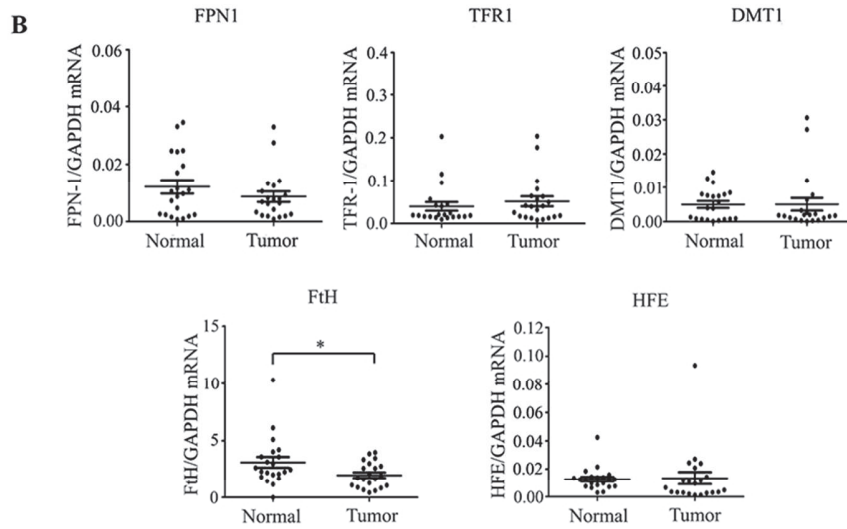 B
FPN1
FPN-1/GAPDH mRNA
0.06
0.04
0.02
0.00
Normal Tumor
TFR1
TFR-1/GAPDH mRNA
0.4
0.3
0.2
0.1
0.0
Normal Tumor
DMT1
DMT1/GAPDH mRNA
0.05
0.04
0.03
0.02
0.01
0.00
Normal Tumor
FtH
FtH/GAPDH mRNA
15
10
5
0
*
Normal Tumor
HFE
HFE/GAPDH mRNA
0.12
0.10
0.08
0.06
0.04
0.02
0.00
Normal Tumor